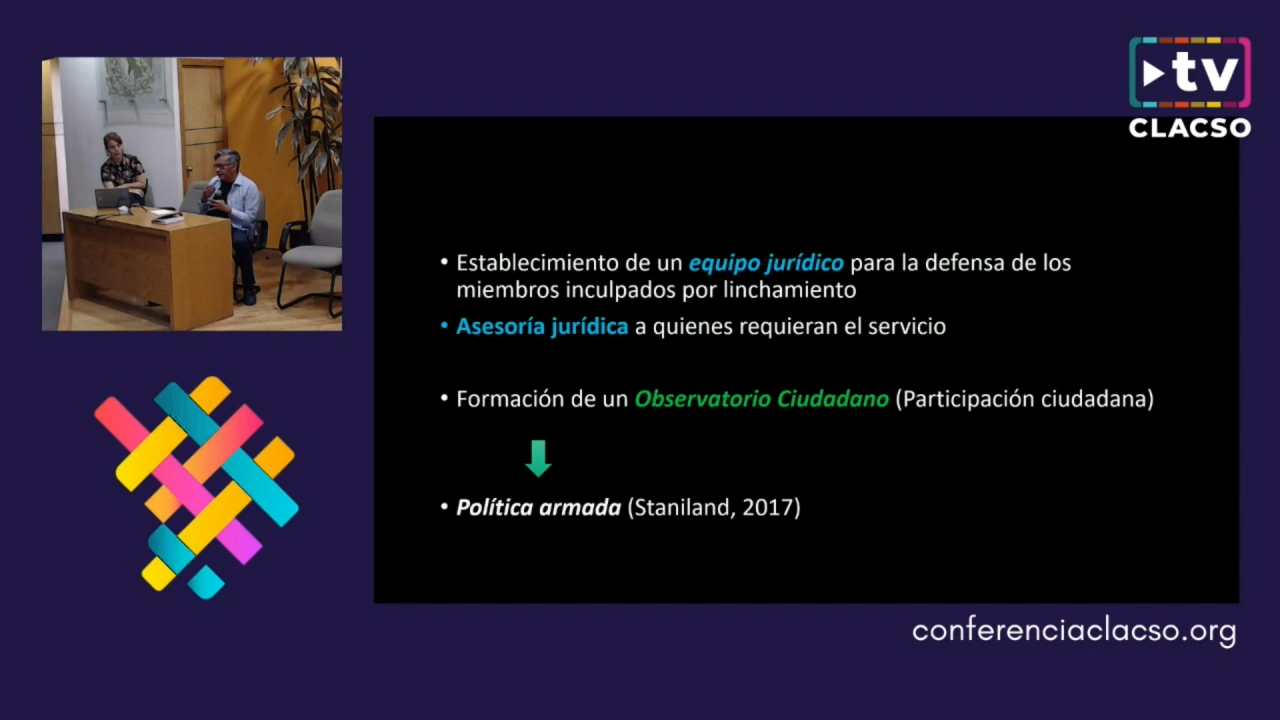 tv
CLACSO
• Establecimiento de un equipo jurídico para la defensa de los
miembros inculpados por linchamiento
• Asesoría jurídica a quienes requieran el servicio
• Formación de un Observatorio Ciudadano (Participación ciudadana)
• Política armada (Staniland, 2017)
conferenciaclacso.org